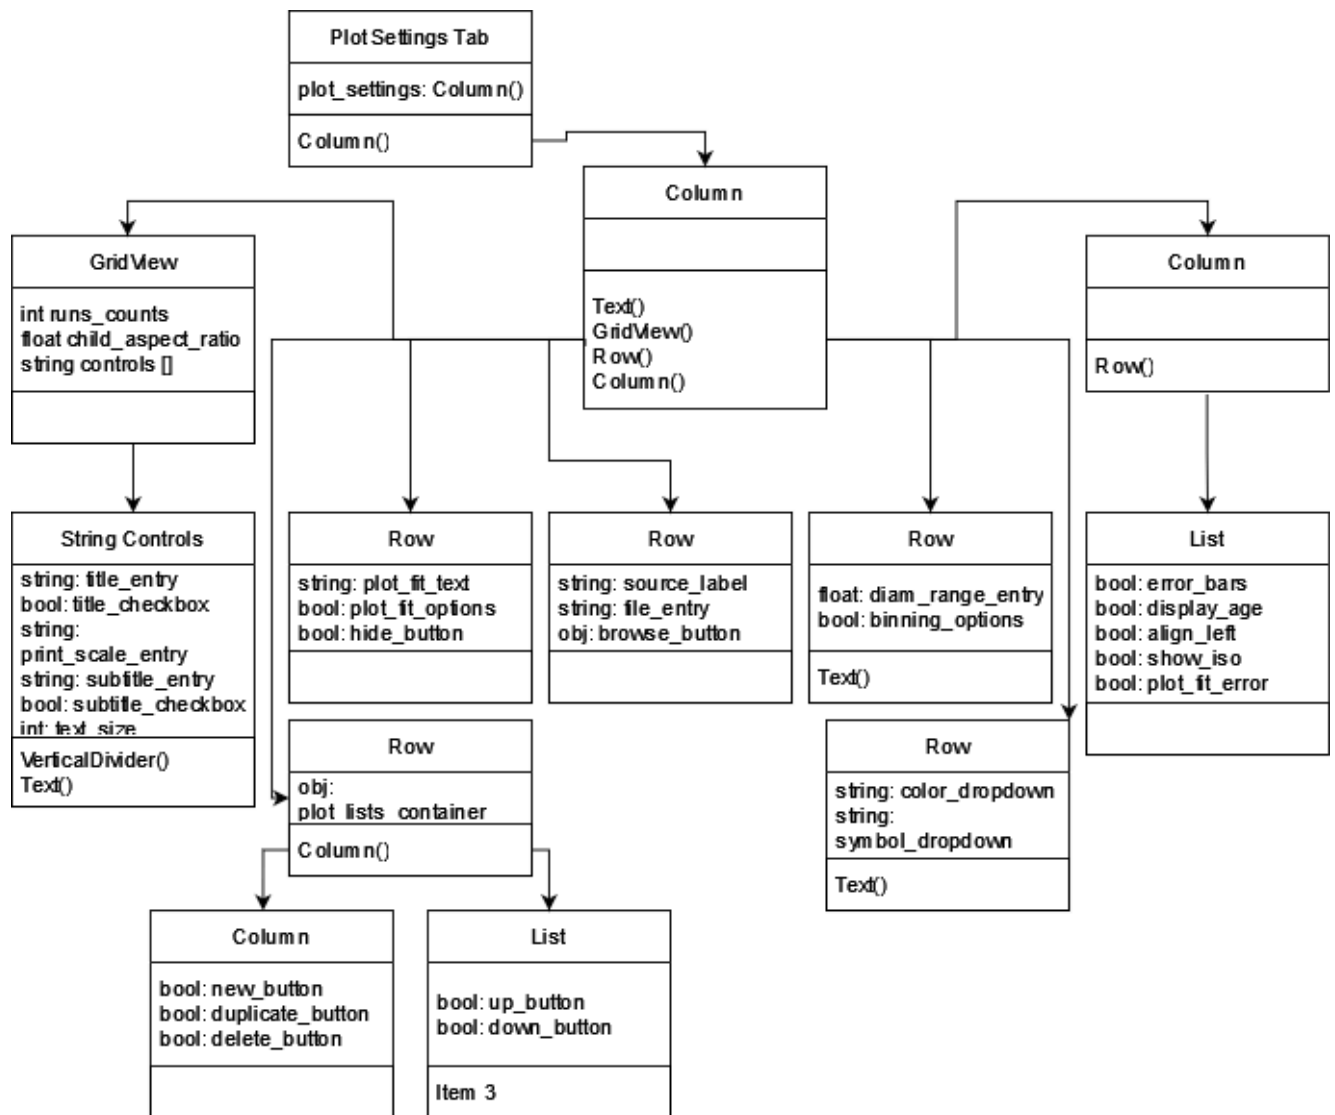 Plot Settings Tab
plot_settings: Column()
Column()
Column
Text()
GridView()
Row()
Column()
GridView
int runs_counts
float child_aspect_ratio
string controls []
Column
Row()
String Controls
string: title_entry
bool: title_checkbox
string:
print_scale_entry
string: subtitle_entry
bool: subtitle_checkbox
int: text_size
VerticalDivider()
Text()
Row
string: plot_fit_text
bool: plot_fit_options
bool: hide_button
Row
string: source_label
string: file_entry
obj: browse_button
Row
float: diam_range_entry
bool: binning_options
Text()
List
bool: error_bars
bool: display_age
bool: align_left
bool: show_iso
bool: plot_fit_error
Row
obj:
plot_lists_container
Column()
Row
string: color_dropdown
string:
symbol_dropdown
Text()
Column
bool: new_button
bool: duplicate_button
bool: delete_button
List
bool: up_button
bool: down_button
Item 3